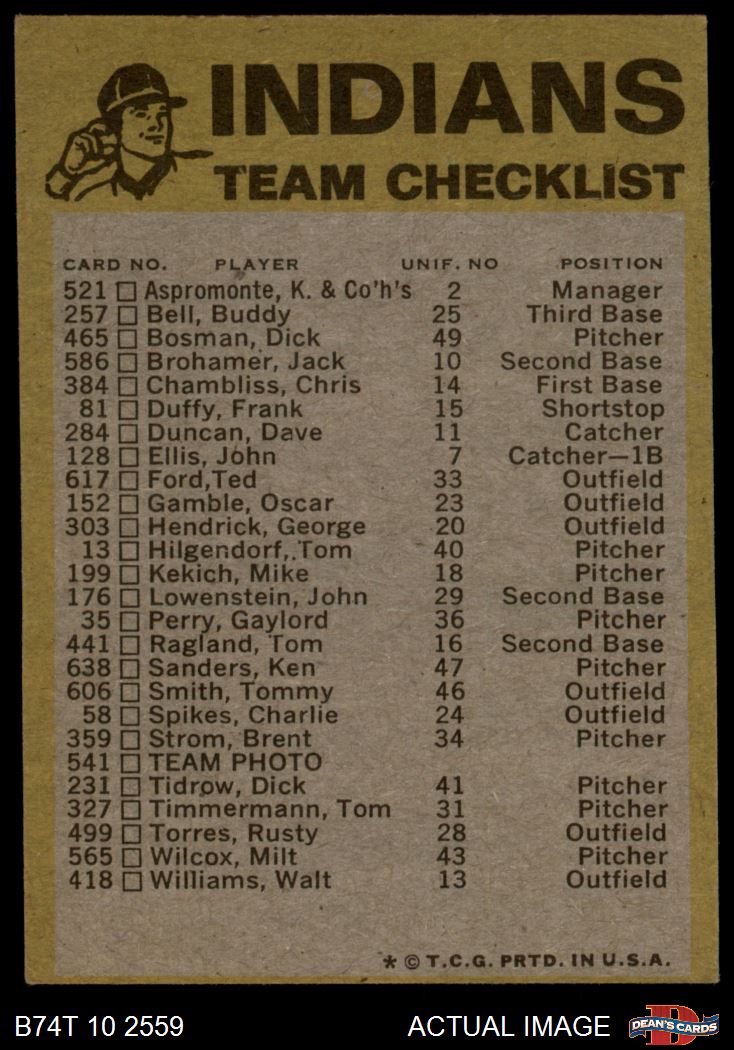 INDIANS
TEAM CHECKLIST
CARD NO. PLAYER UNIF. NO POSITION
521 Aspromonte, K. & Co'h's 2 Manager
257 Bell, Buddy 25 Third Base
465 Bosman, Dick 49 Pitcher
586 Brohamer, Jack 10 Second Base
384 Chambliss, Chris 14 First Base
81 Duffy, Frank 15 Shortstop
284 Duncan, Dave 11 Catcher
128 Ellis, John 7 Catcher—1B
617 Ford,Ted 33 Outfield
152 Gamble, Oscar 23 Outfield
303 Hendrick, George 20 Outfield
13 Hilgendorf, Tom 40 Pitcher
199 Kekich, Mike 18 Pitcher
176 Lowenstein, John 29 Second Base
35 Perry, Gaylord 36 Pitcher
441 Ragland, Tom 16 Second Base
638 Sanders, Ken 47 Pitcher
606 Smith, Tommy 46 Outfield
58 Spikes, Charlie 24 Outfield
359 Strom, Brent 34 Pitcher
541 TEAM PHOTO
231 Tidrow, Dick 41 Pitcher
327 Timmermann, Tom 31 Pitcher
499 Torres, Rusty 28 Outfield
565 Wilcox, Milt 43 Pitcher
418 Williams, Walt 13 Outfield
* © T.C.G. PRTD. IN U.S.A.
B74T 10 2559 ACTUAL IMAGE D DEAN'S CARDS